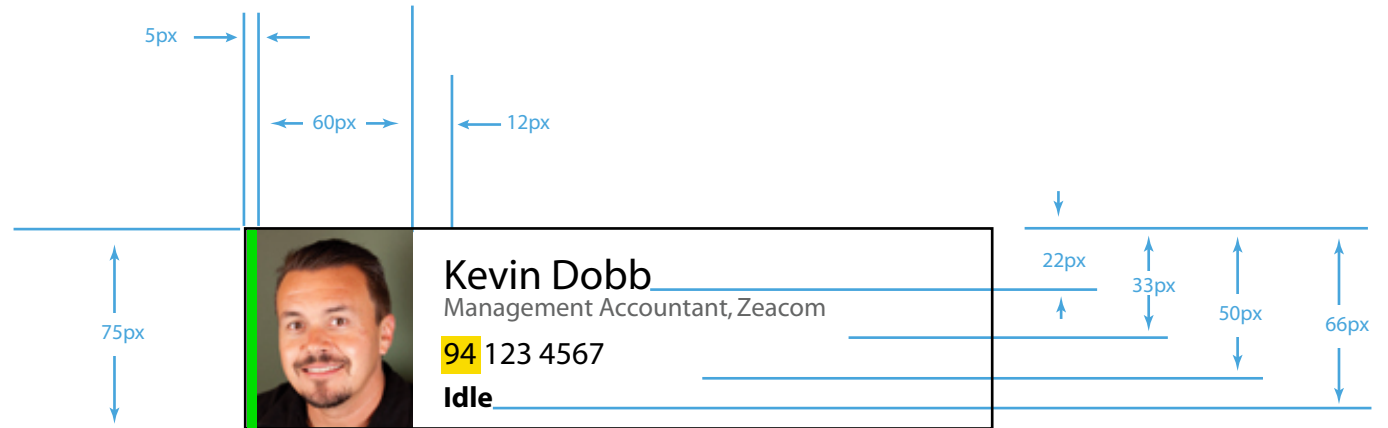 5px
60px
12px
22px
33px
50px
66px
75px
Kevin Dobb
Management Accountant, Zeacom
94 123 4567
Idle